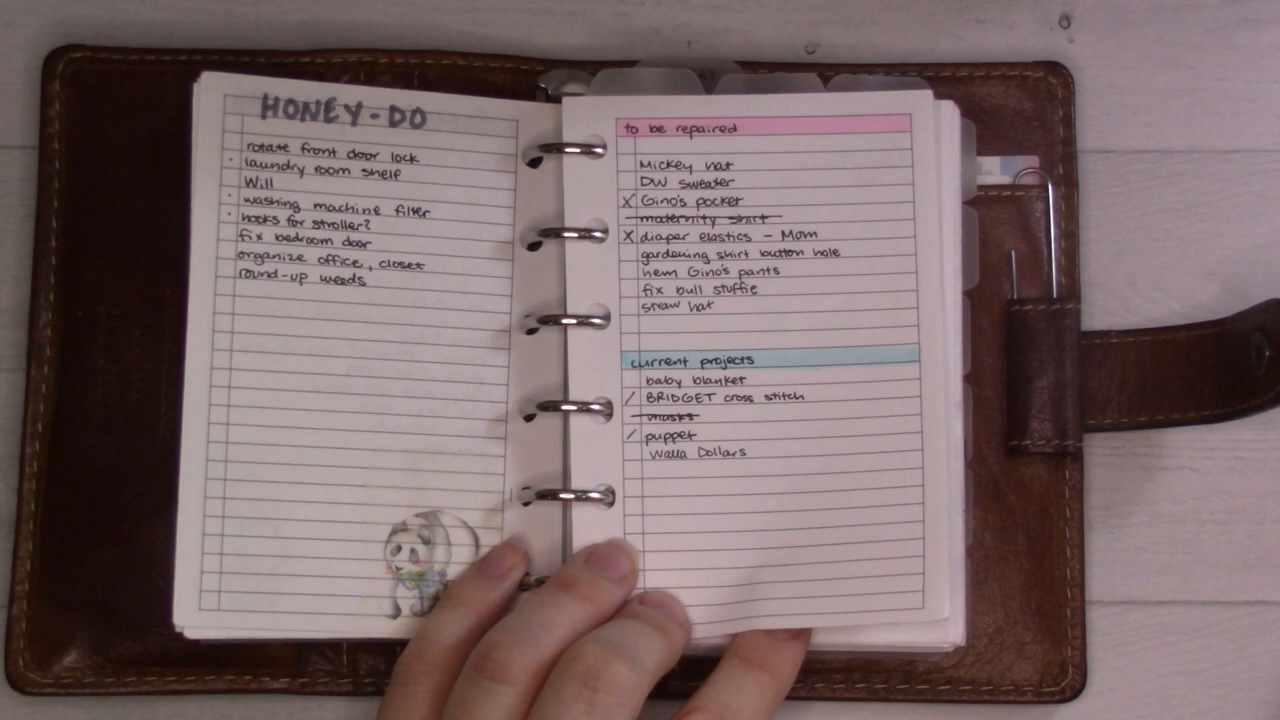 HONEY-DO
rotate front door lock
· laundry room shelf
Will
· washing machine filter
· hooks for stroller?
fix bedroom door
organize office, closet
round-up weeds
to be repaired
Mickey hat
DW sweater
X Gino's pocket
maternity shirt
X diaper elastics - Mom
gardening shirt button hole
hem Gino's pants
fix bull stuffie
straw hat
current projects
baby blanket
/ BRIDGET cross stitch
masks
/ puppet
Walla Dollars